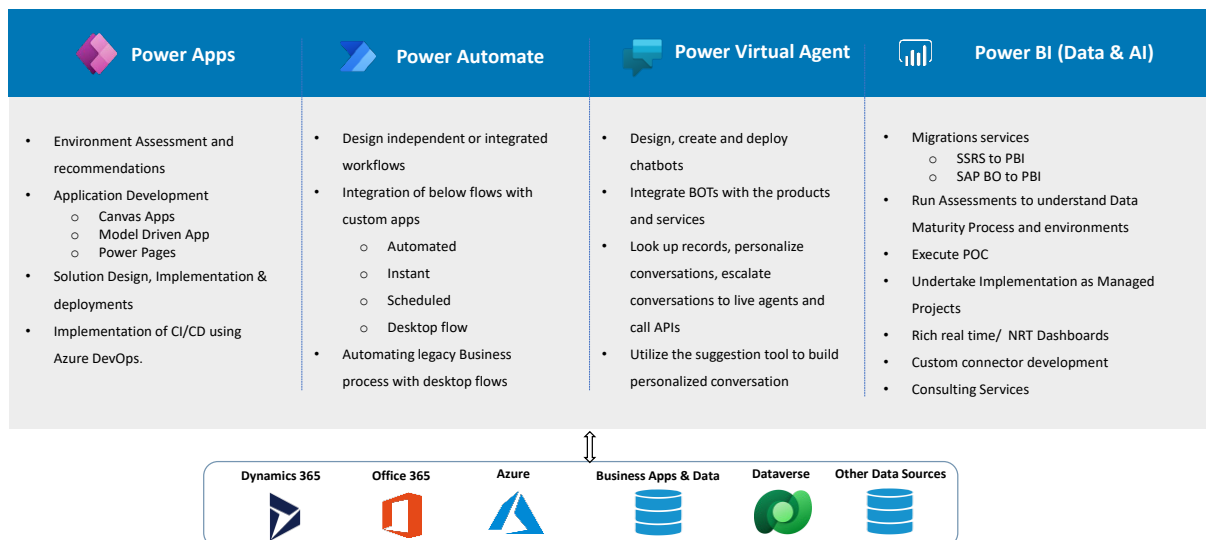 Power Apps
Power Automate
Power Virtual Agent
Power BI (Data & AI)
• Environment Assessment and
recommendations
• Application Development
o Canvas Apps
o Model Driven App
o Power Pages
• Solution Design, Implementation &
deployments
• Implementation of CI/CD using
Azure DevOps.
• Design independent or integrated
workflows
• Integration of below flows with
custom apps
o Automated
o Instant
o Scheduled
o Desktop flow
• Automating legacy Business
process with desktop flows
• Design, create and deploy
chatbots
• Integrate BOTs with the products
and services
• Look up records, personalize
conversations, escalate
conversations to live agents and
call APIs
• Utilize the suggestion tool to build
personalized conversation
• Migrations services
o SSRS to PBI
o SAP BO to PBI
• Run Assessments to understand Data
Maturity Process and environments
• Execute POC
• Undertake Implementation as Managed
Projects
• Rich real time/ NRT Dashboards
• Custom connector development
• Consulting Services
Dynamics 365
Office 365
Azure
Business Apps & Data
Dataverse
Other Data Sources